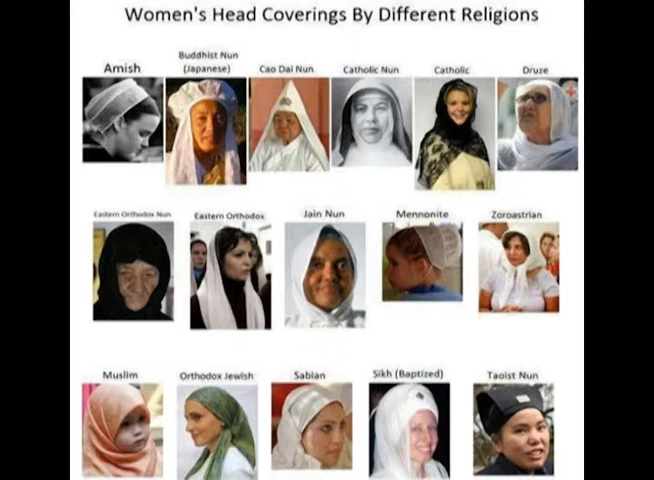 Women's Head Coverings By Different Religions
Amish
Buddhist Nun
(Japanese)
Cao Dai Nun
Catholic Nun
Catholic
Druze
Eastern Orthodox Nun
Eastern Orthodox
Jain Nun
Mennonite
Zoroastrian
Muslim
Orthodox Jewish
Sabian
Sikh (Baptized)
Taoist Nun